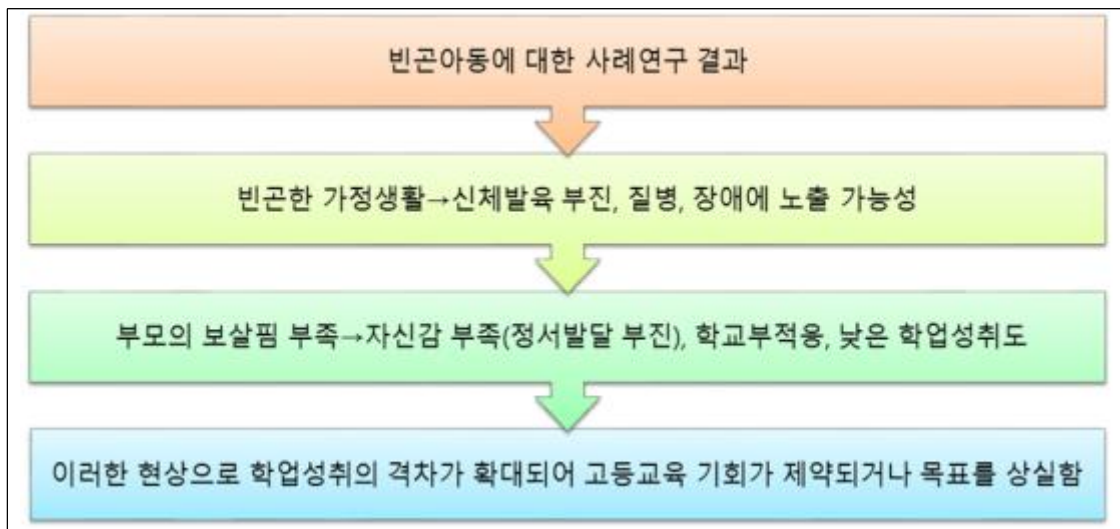 빈곤아동에 대한 사례연구 결과
빈곤한 가정생활→신체발육 부진, 질병, 장애에 노출 가능성
부모의 보살핌 부족→자신감 부족(정서발달 부진), 학교부적응, 낮은 학업성취도
이러한 현상으로 학업성취의 격차가 확대되어 고등교육 기회가 제약되거나 목표를 상실함